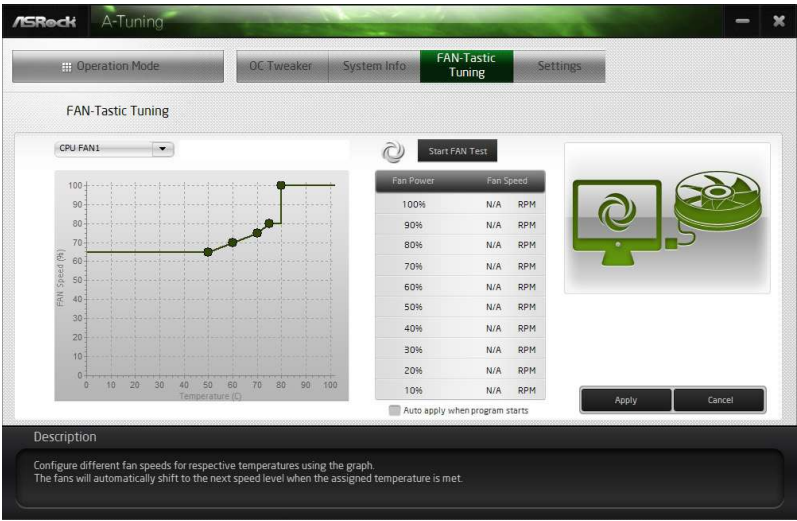 ASRock A-Tuning
Operation Mode
OC Tweaker
System Info
FAN-Tastic
Tuning
Settings
FAN-Tastic Tuning
CPU FAN1
100
90
80
70
60
50
40
30
20
10
0
FAN Speed (%)
0 10 20 30 40 50 60 70 80 90 100
Temperature (C)
Start FAN Test
Fan Power Fan Speed
100% N/A RPM
90% N/A RPM
80% N/A RPM
70% N/A RPM
60% N/A RPM
50% N/A RPM
40% N/A RPM
30% N/A RPM
20% N/A RPM
10% N/A RPM
Auto apply when program starts
Apply
Cancel
Description
Configure different fan speeds for respective temperatures using the graph.
The fans will automatically shift to the next speed level when the assigned temperature is met.